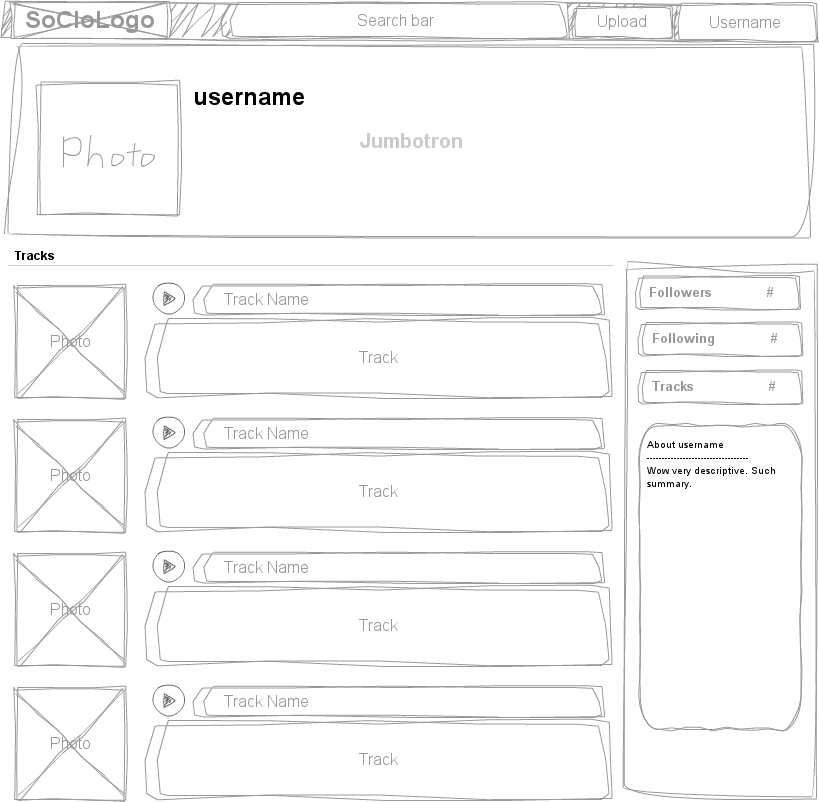 SoCloLogo
Search bar
Upload
Username
username
Photo
Jumbotron
Tracks
Photo
Track Name
Track
Photo
Track Name
Track
Photo
Track Name
Track
Photo
Track Name
Track
Followers #
Following #
Tracks #
About username
----------------------------------
Wow very descriptive. Such
summary.